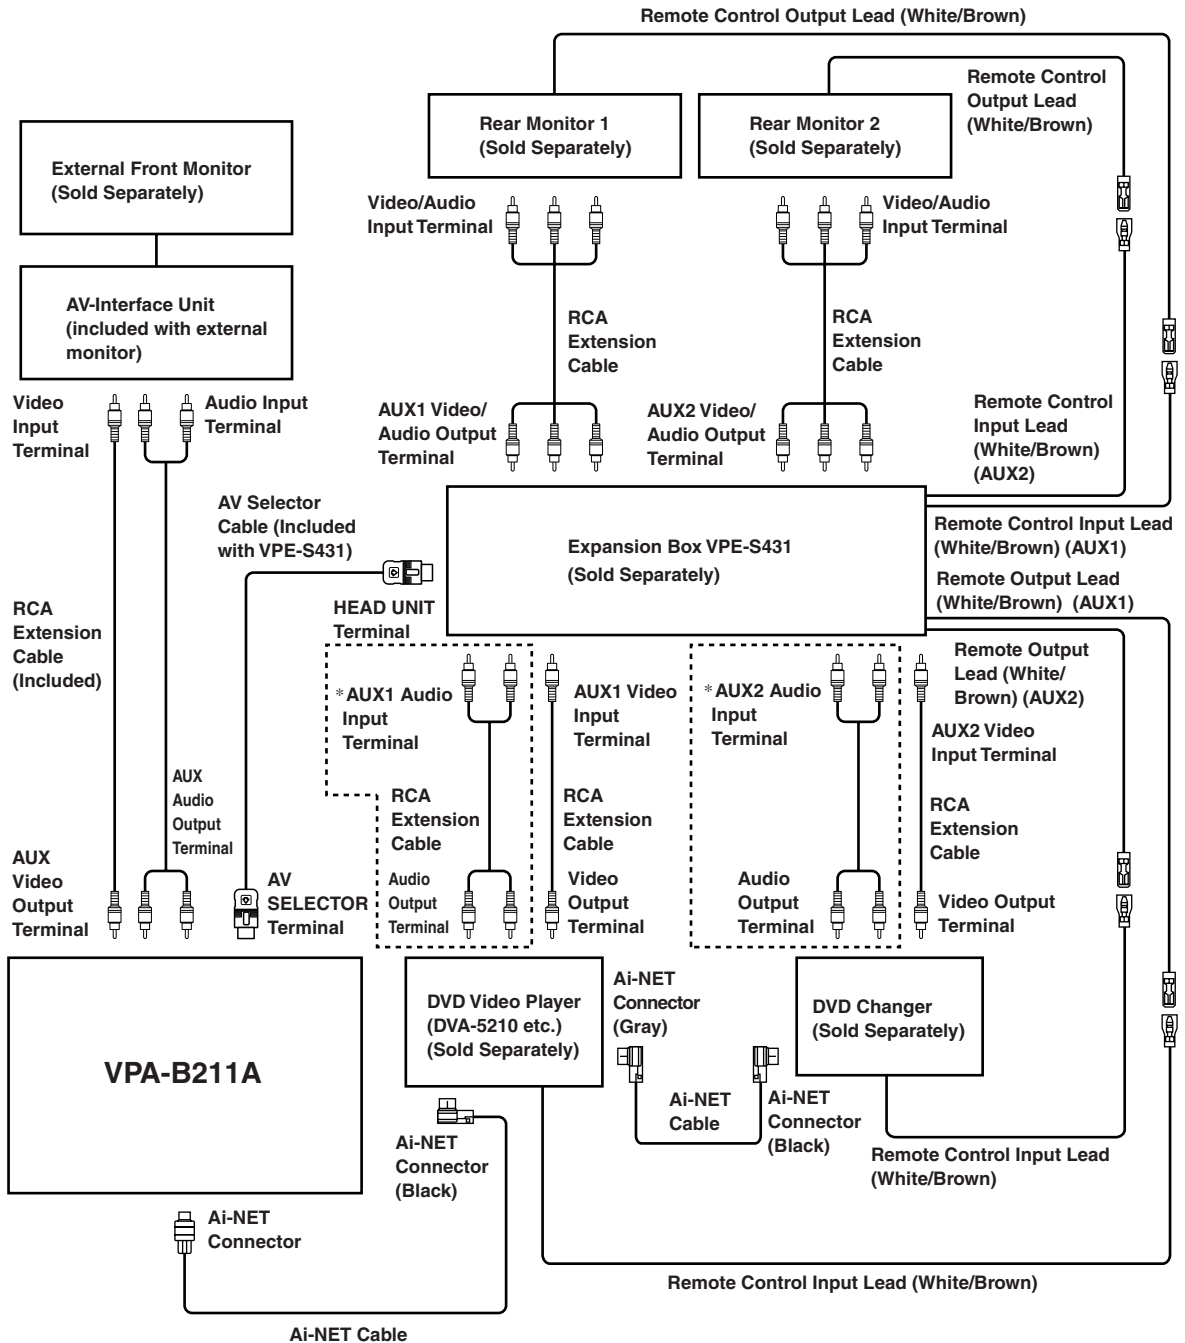 Remote Control Output Lead (White/Brown)
Remote Control
Output Lead
(White/Brown)
Rear Monitor 1
(Sold Separately)
Rear Monitor 2
(Sold Separately)
External Front Monitor
(Sold Separately)
Video/Audio
Input Terminal
Video/Audio
Input Terminal
AV-Interface Unit
(included with external
monitor)
RCA
Extension
Cable
RCA
Extension
Cable
Video
Input
Terminal
Audio Input
Terminal
AUX1 Video/
Audio Output
Terminal
AUX2 Video/
Audio Output
Terminal
Remote Control
Input Lead
(White/Brown)
(AUX2)
AV Selector
Cable (Included
with VPE-S431)
Expansion Box VPE-S431
(Sold Separately)
Remote Control Input Lead
(White/Brown) (AUX1)
Remote Output Lead
(White/Brown) (AUX1)
HEAD UNIT
Terminal
RCA
Extension
Cable
(Included)
Remote Output
Lead (White/
Brown) (AUX2)
*AUX1 Audio
Input
Terminal
AUX1 Video
Input
Terminal
*AUX2 Audio
Input
Terminal
AUX2 Video
Input Terminal
AUX
Audio
Output
Terminal
RCA
Extension
Cable
RCA
Extension
Cable
RCA
Extension
Cable
AUX
Video
Output
Terminal
AV
SELECTOR
Terminal
Audio
Output
Terminal
Video
Output
Terminal
Audio
Output
Terminal
Video Output
Terminal
VPA-B211A
DVD Video Player
(DVA-5210 etc.)
(Sold Separately)
Ai-NET
Connector
(Gray)
DVD Changer
(Sold Separately)
Ai-NET
Cable
Ai-NET
Connector
(Black)
Ai-NET
Connector
(Black)
Remote Control Input Lead
(White/Brown)
Ai-NET
Connector
Remote Control Input Lead (White/Brown)
Ai-NET Cable